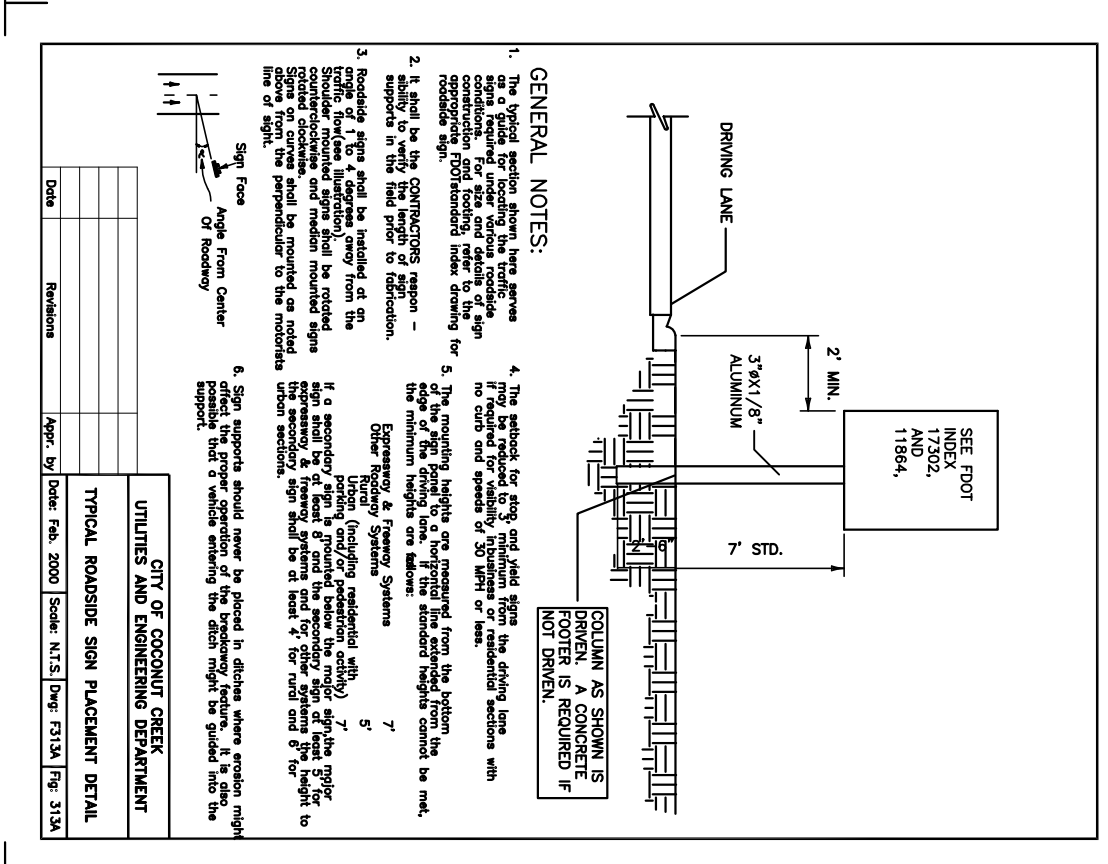 SEE FDOT
INDEX
17302,
AND
11864,
2' MIN.
3"øX1/8"
ALUMINUM
7' STD.
2'-6"
DRIVING LANE
COLUMN AS SHOWN IS
DRIVEN. A CONCRETE
FOOTER IS REQUIRED IF
NOT DRIVEN.
GENERAL NOTES:
1. The typical section shown here serves
as a guide for locating the traffic
signs required under various roadside
conditions. For size and details of sign
construction and footing, refer to the
appropriate FDOTstandard index drawing for
roadside sign.
2. It shall be the CONTRACTORS respon –
sibility to verify the length of sign
supports in the field prior to fabrication.
3. Roadside signs shall be installed at an
angle of 1 to 4 degrees away from the
traffic flow(see illustration).
Shoulder mounted signs shall be rotated
counterclockwise and median mounted signs
rotated clockwise.
Signs on curves shall be mounted as noted
above from the perpendicular to the motorists
line of sight.
Sign Face
Angle From Center
Of Roadway
4. The setback for stop, and yield signs
may be reduced to 3' minimum from the driving lane
if required for visibility inbusiness or residential sections with
no curb and speeds of 30 MPH or less.
5. The mounting heights are measured from the bottom
of the sign panel to a horizontal line extended from the
edge of the driving lane. If the standard heights cannot be met,
the minimum heights are as follows:
Expressway & Freeway Systems 7'
Other Roadway Systems
Rural 5'
Urban (including residential with
parking and/or pedestrian activity) 7'
If a secondary sign is mounted below the major sign,the major
sign shall be at least 8' and the secondary sign at least 5' for
expressway & freeway systems and for other systems the height to
the secondary sign shall be at least 4' for rural and 6' for
urban sections.
6. Sign supports should never be placed in ditches where erosion might
affect the proper operation of the breakaway feature. It is also
possible that a vehicle entering the ditch might be guided into the
support.
Date Revisions Appr. by
CITY OF COCONUT CREEK
UTILITIES AND ENGINEERING DEPARTMENT
TYPICAL ROADSIDE SIGN PLACEMENT DETAIL
Date: Feb. 2000 Scale: N.T.S. Dwg: F313A Fig: 313A